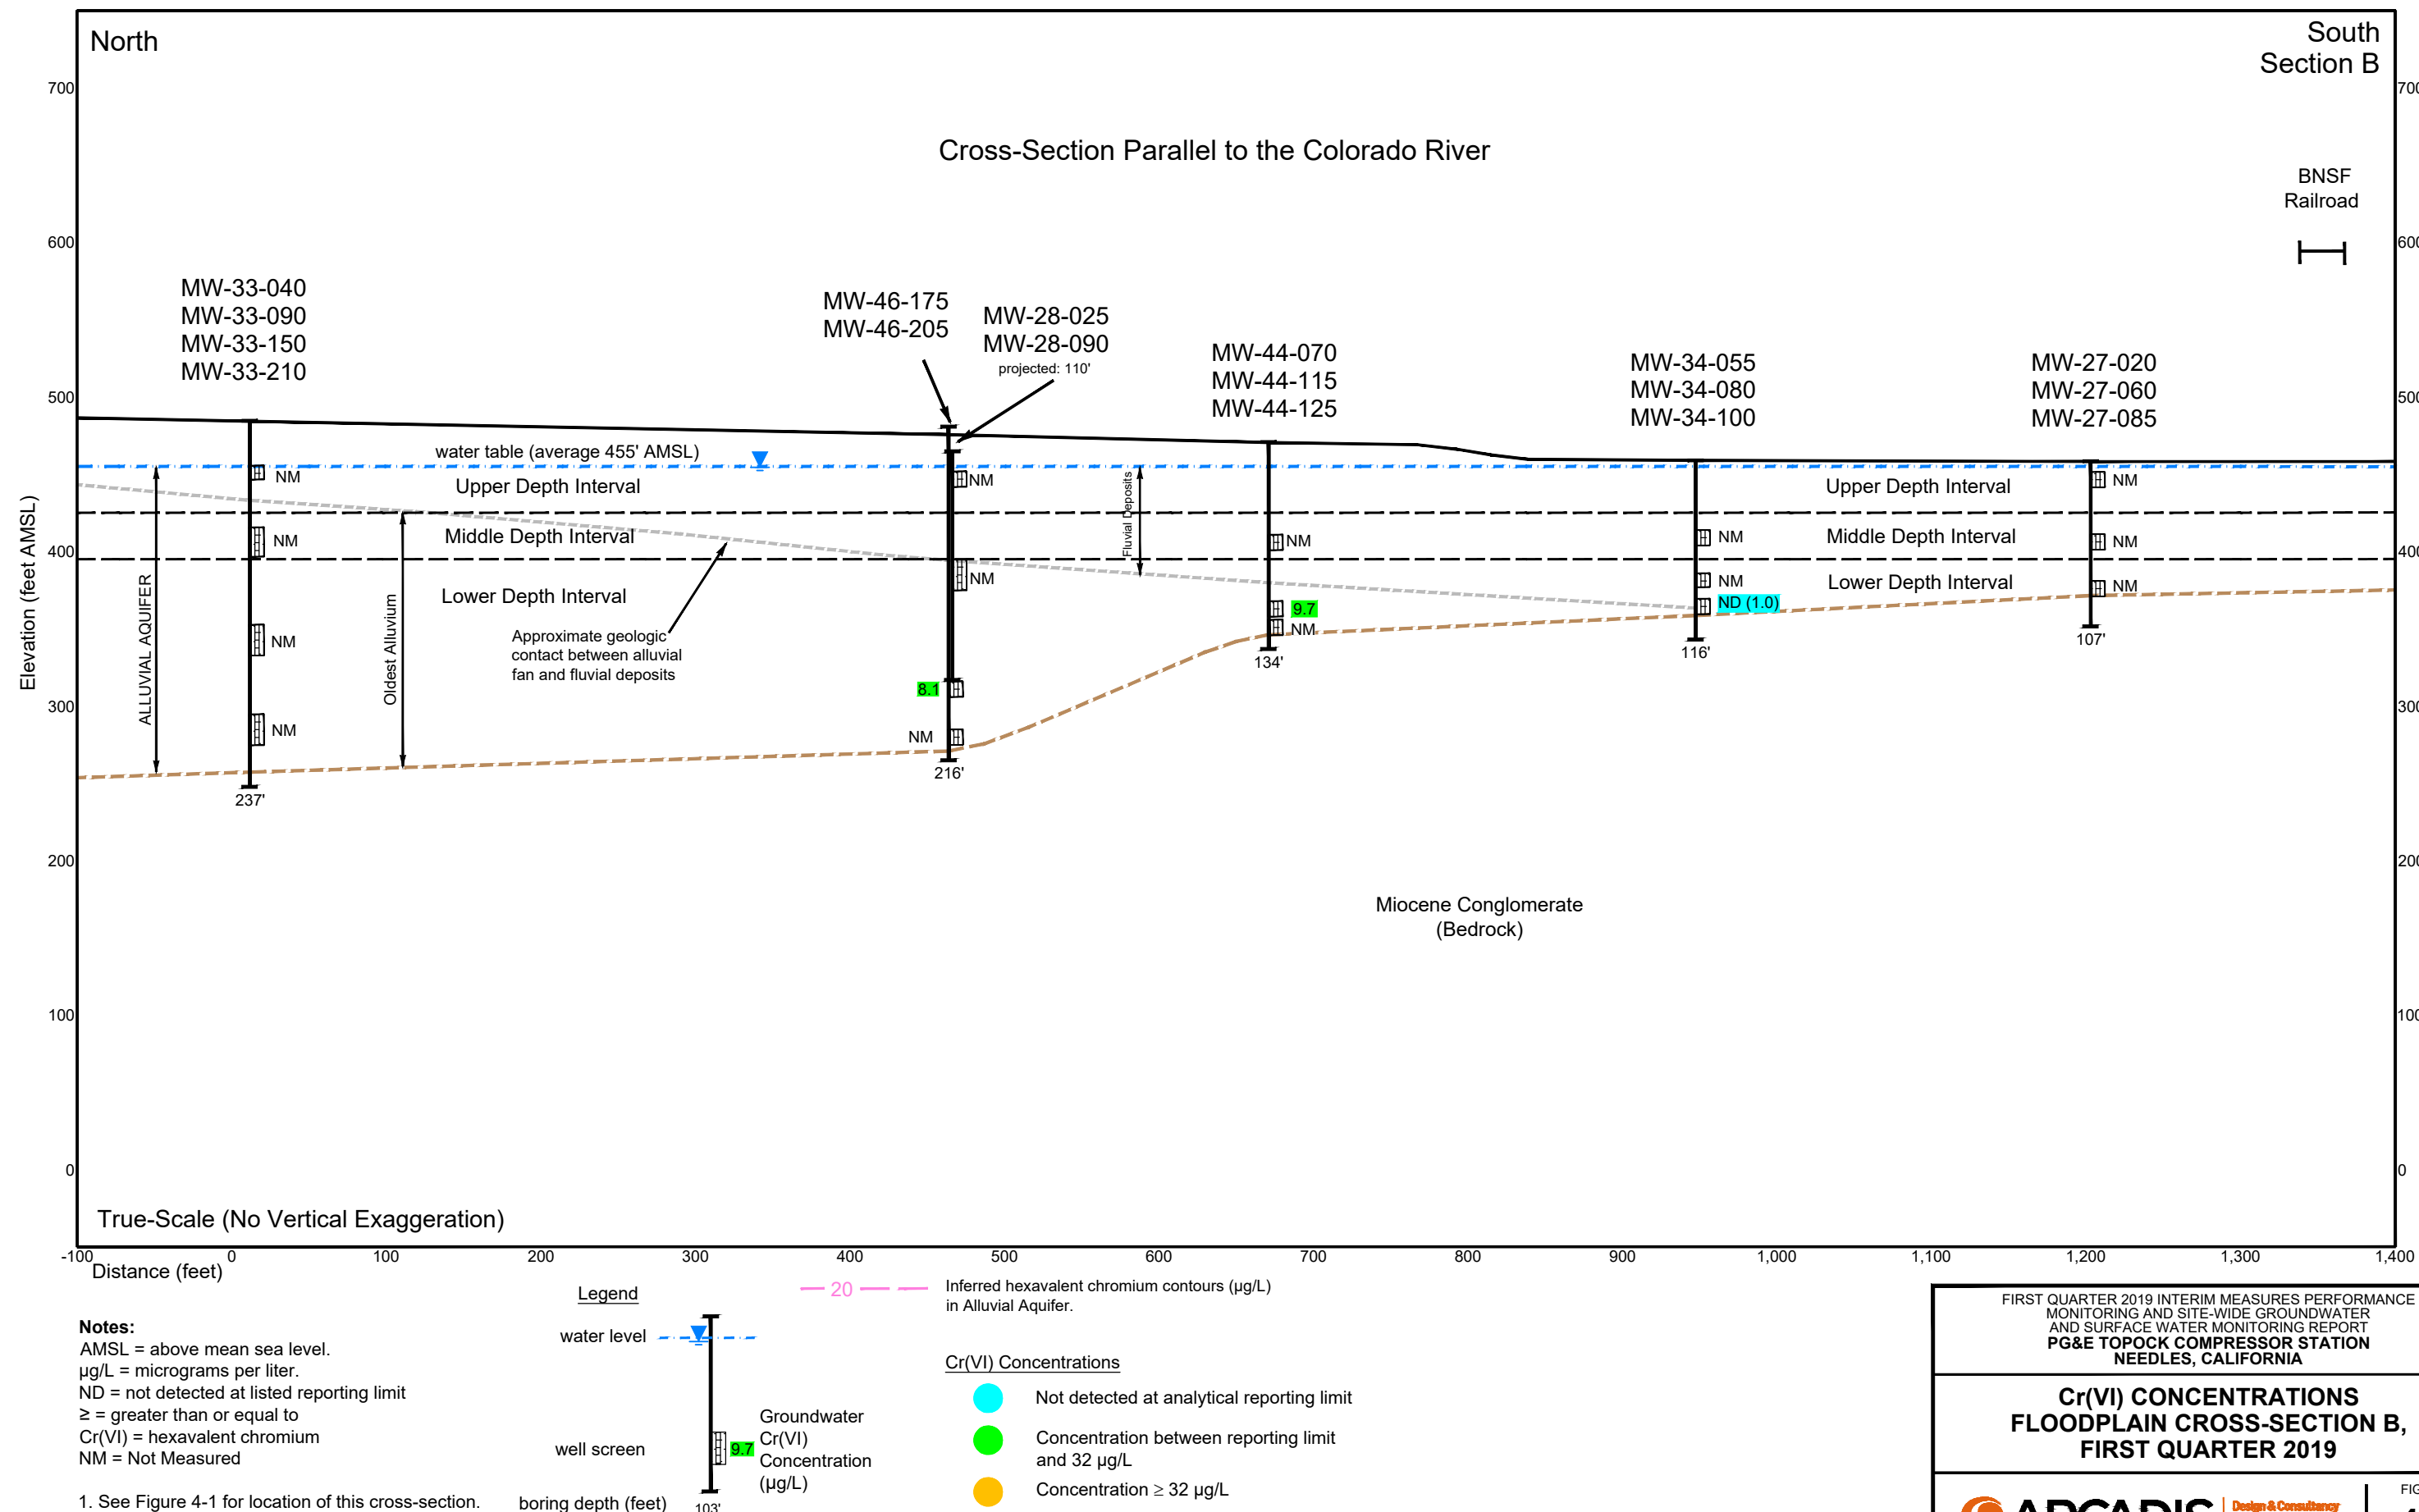 North
South
Section B
Cross-Section Parallel to the Colorado River
BNSF
Railroad
700
600
500
400
300
200
100
0
Elevation (feet AMSL)
MW-33-040
MW-33-090
MW-33-150
MW-33-210
MW-46-175
MW-46-205
MW-28-025
MW-28-090
projected: 110'
MW-44-070
MW-44-115
MW-44-125
MW-34-055
MW-34-080
MW-34-100
MW-27-020
MW-27-060
MW-27-085
water table (average 455' AMSL)
Upper Depth Interval
Middle Depth Interval
Lower Depth Interval
Upper Depth Interval
Middle Depth Interval
Lower Depth Interval
ALLUVIAL AQUIFER
Oldest Alluvium
Fluvial Deposits
Approximate geologic
contact between alluvial
fan and fluvial deposits
NM
NM
NM
NM
237'
NM
NM
8.1
NM
216'
NM
9.7
NM
134'
NM
NM
ND (1.0)
116'
NM
NM
NM
107'
Miocene Conglomerate
(Bedrock)
0
True-Scale (No Vertical Exaggeration)
-100 0 100 200 300 400 500 600 700 800 900 1,000 1,100 1,200 1,300 1,400
Distance (feet)
Notes:
AMSL = above mean sea level.
µg/L = micrograms per liter.
ND = not detected at listed reporting limit
≥ = greater than or equal to
Cr(VI) = hexavalent chromium
NM = Not Measured
1. See Figure 4-1 for location of this cross-section.
Legend
water level
well screen
9.7
Groundwater
Cr(VI)
Concentration
(µg/L)
boring depth (feet)
103'
20
Inferred hexavalent chromium contours (µg/L)
in Alluvial Aquifer.
Cr(VI) Concentrations
Not detected at analytical reporting limit
Concentration between reporting limit
and 32 µg/L
Concentration ≥ 32 µg/L
FIRST QUARTER 2019 INTERIM MEASURES PERFORMANCE
MONITORING AND SITE-WIDE GROUNDWATER
AND SURFACE WATER MONITORING REPORT
PG&E TOPOCK COMPRESSOR STATION
NEEDLES, CALIFORNIA
Cr(VI) CONCENTRATIONS
FLOODPLAIN CROSS-SECTION B,
FIRST QUARTER 2019
ARCADIS
Design & Consultancy